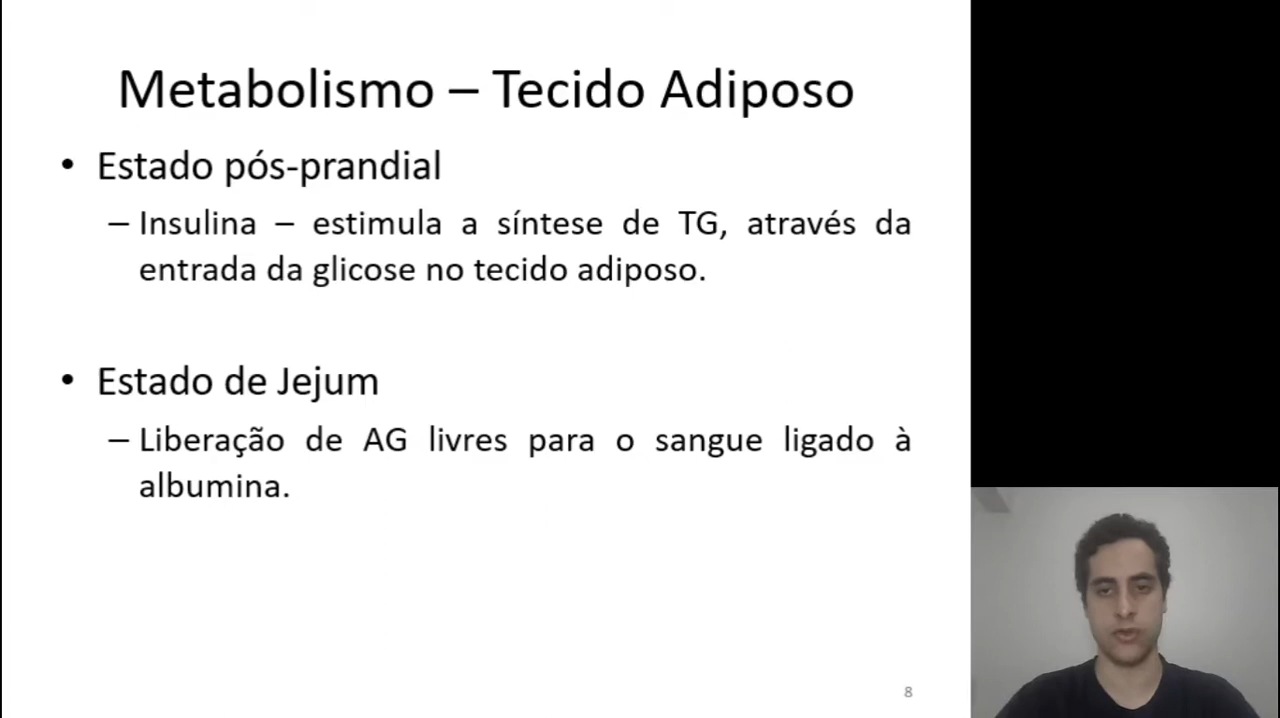 Metabolismo – Tecido Adiposo
• Estado pós-prandial
– Insulina – estimula a síntese de TG, através da
entrada da glicose no tecido adiposo.
• Estado de Jejum
– Liberação de AG livres para o sangue ligado à
albumina.
8